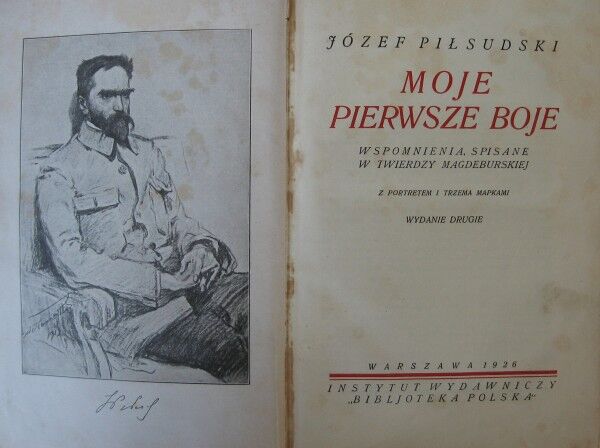 JÓZEF PIŁSUDSKI
MOJE
PIERWSZE BOJE
WSPOMNIENIA, SPISANE
W TWIERDZY MAGDEBURSKIEJ
Z PORTRETEM I TRZEMA MAPKAMI
WYDANIE DRUGIE
WARSZAWA 1926
INSTYTUT WYDAWNICZY
„BIBLJOTEKA POLSKA"